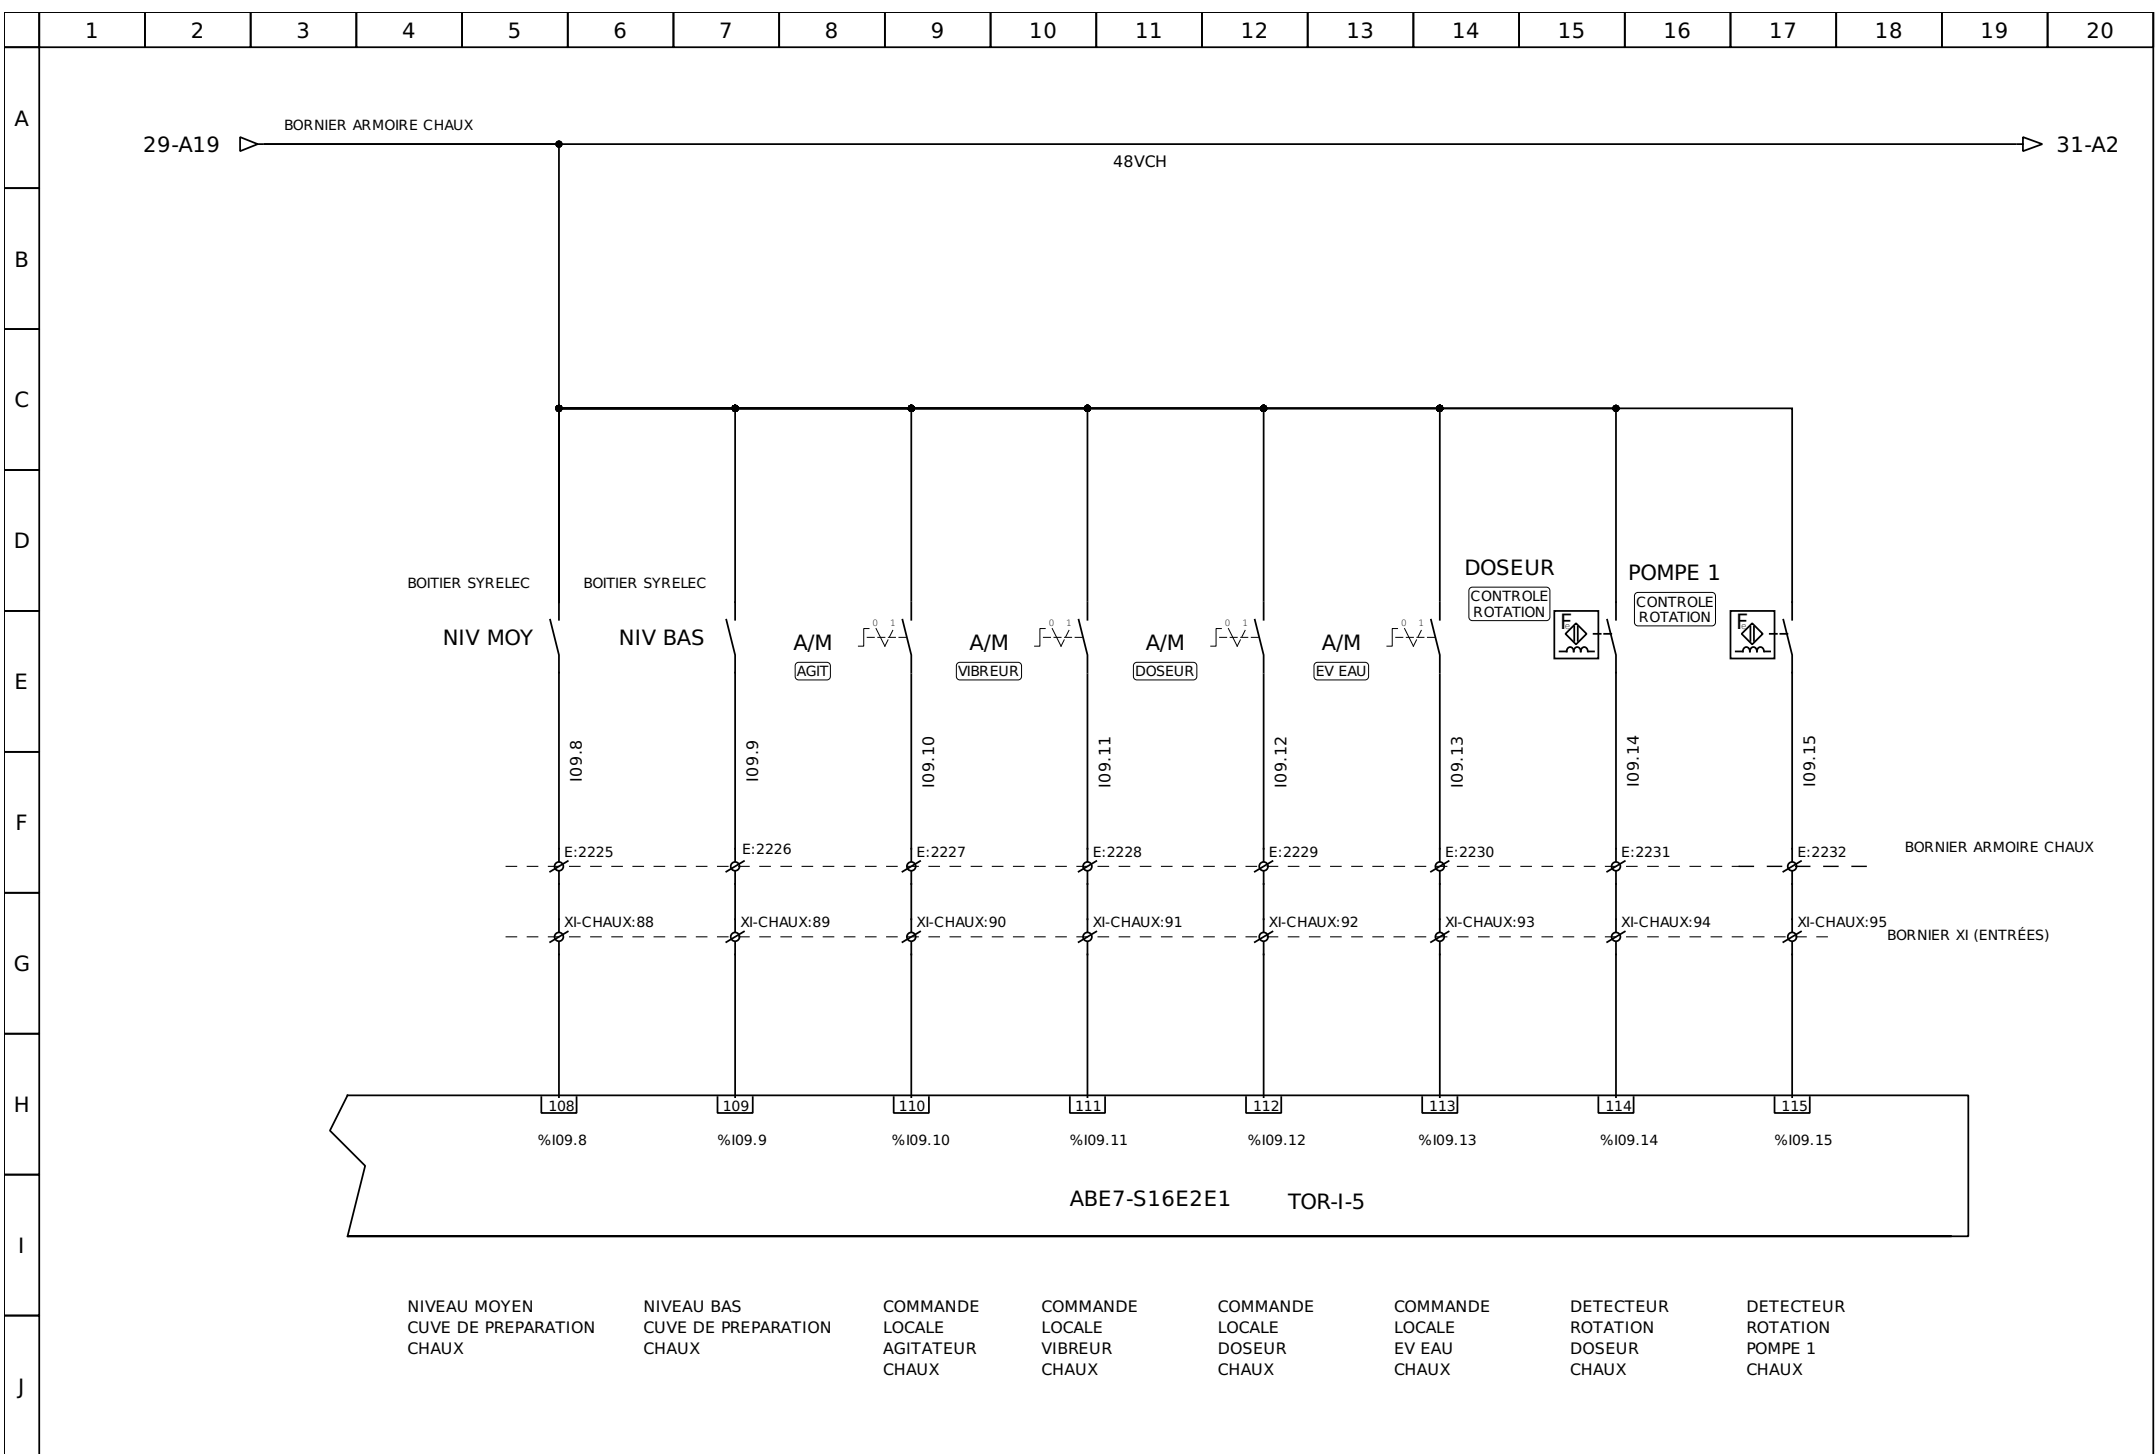 1 2 3 4 5 6 7 8 9 10 11 12 13 14 15 16 17 18 19 20
A
BORNIER ARMOIRE CHAUX
29-A19
31-A2
48VCH
B
C
D
DOSEUR
POMPE 1
BOITIER SYRELEC
BOITIER SYRELEC
CONTROLE
ROTATION
CONTROLE
ROTATION
0 1
0 1
0 1
0 1
F
F
NIV MOY
NIV BAS
A/M
A/M
A/M
A/M
AGIT
VIBREUR
DOSEUR
EV EAU
E
I09.8
I09.9
I09.10
I09.11
I09.12
I09.13
I09.14
I09.15
F
E:2225
E:2226
E:2227
E:2228
E:2229
E:2230
E:2231
E:2232
BORNIER ARMOIRE CHAUX
XI-CHAUX:88
XI-CHAUX:89
XI-CHAUX:90
XI-CHAUX:91
XI-CHAUX:92
XI-CHAUX:93
XI-CHAUX:94
XI-CHAUX:95
BORNIER XI (ENTRÉES)
G
H
108
109
110
111
112
113
114
115
%I09.8
%I09.9
%I09.10
%I09.11
%I09.12
%I09.13
%I09.14
%I09.15
ABE7-S16E2E1
TOR-I-5
I
NIVEAU MOYEN
CUVE DE PREPARATION
CHAUX
NIVEAU BAS
CUVE DE PREPARATION
CHAUX
COMMANDE
LOCALE
AGITATEUR
CHAUX
COMMANDE
LOCALE
VIBREUR
CHAUX
COMMANDE
LOCALE
DOSEUR
CHAUX
COMMANDE
LOCALE
EV EAU
CHAUX
DETECTEUR
ROTATION
DOSEUR
CHAUX
DETECTEUR
ROTATION
POMPE 1
CHAUX
J